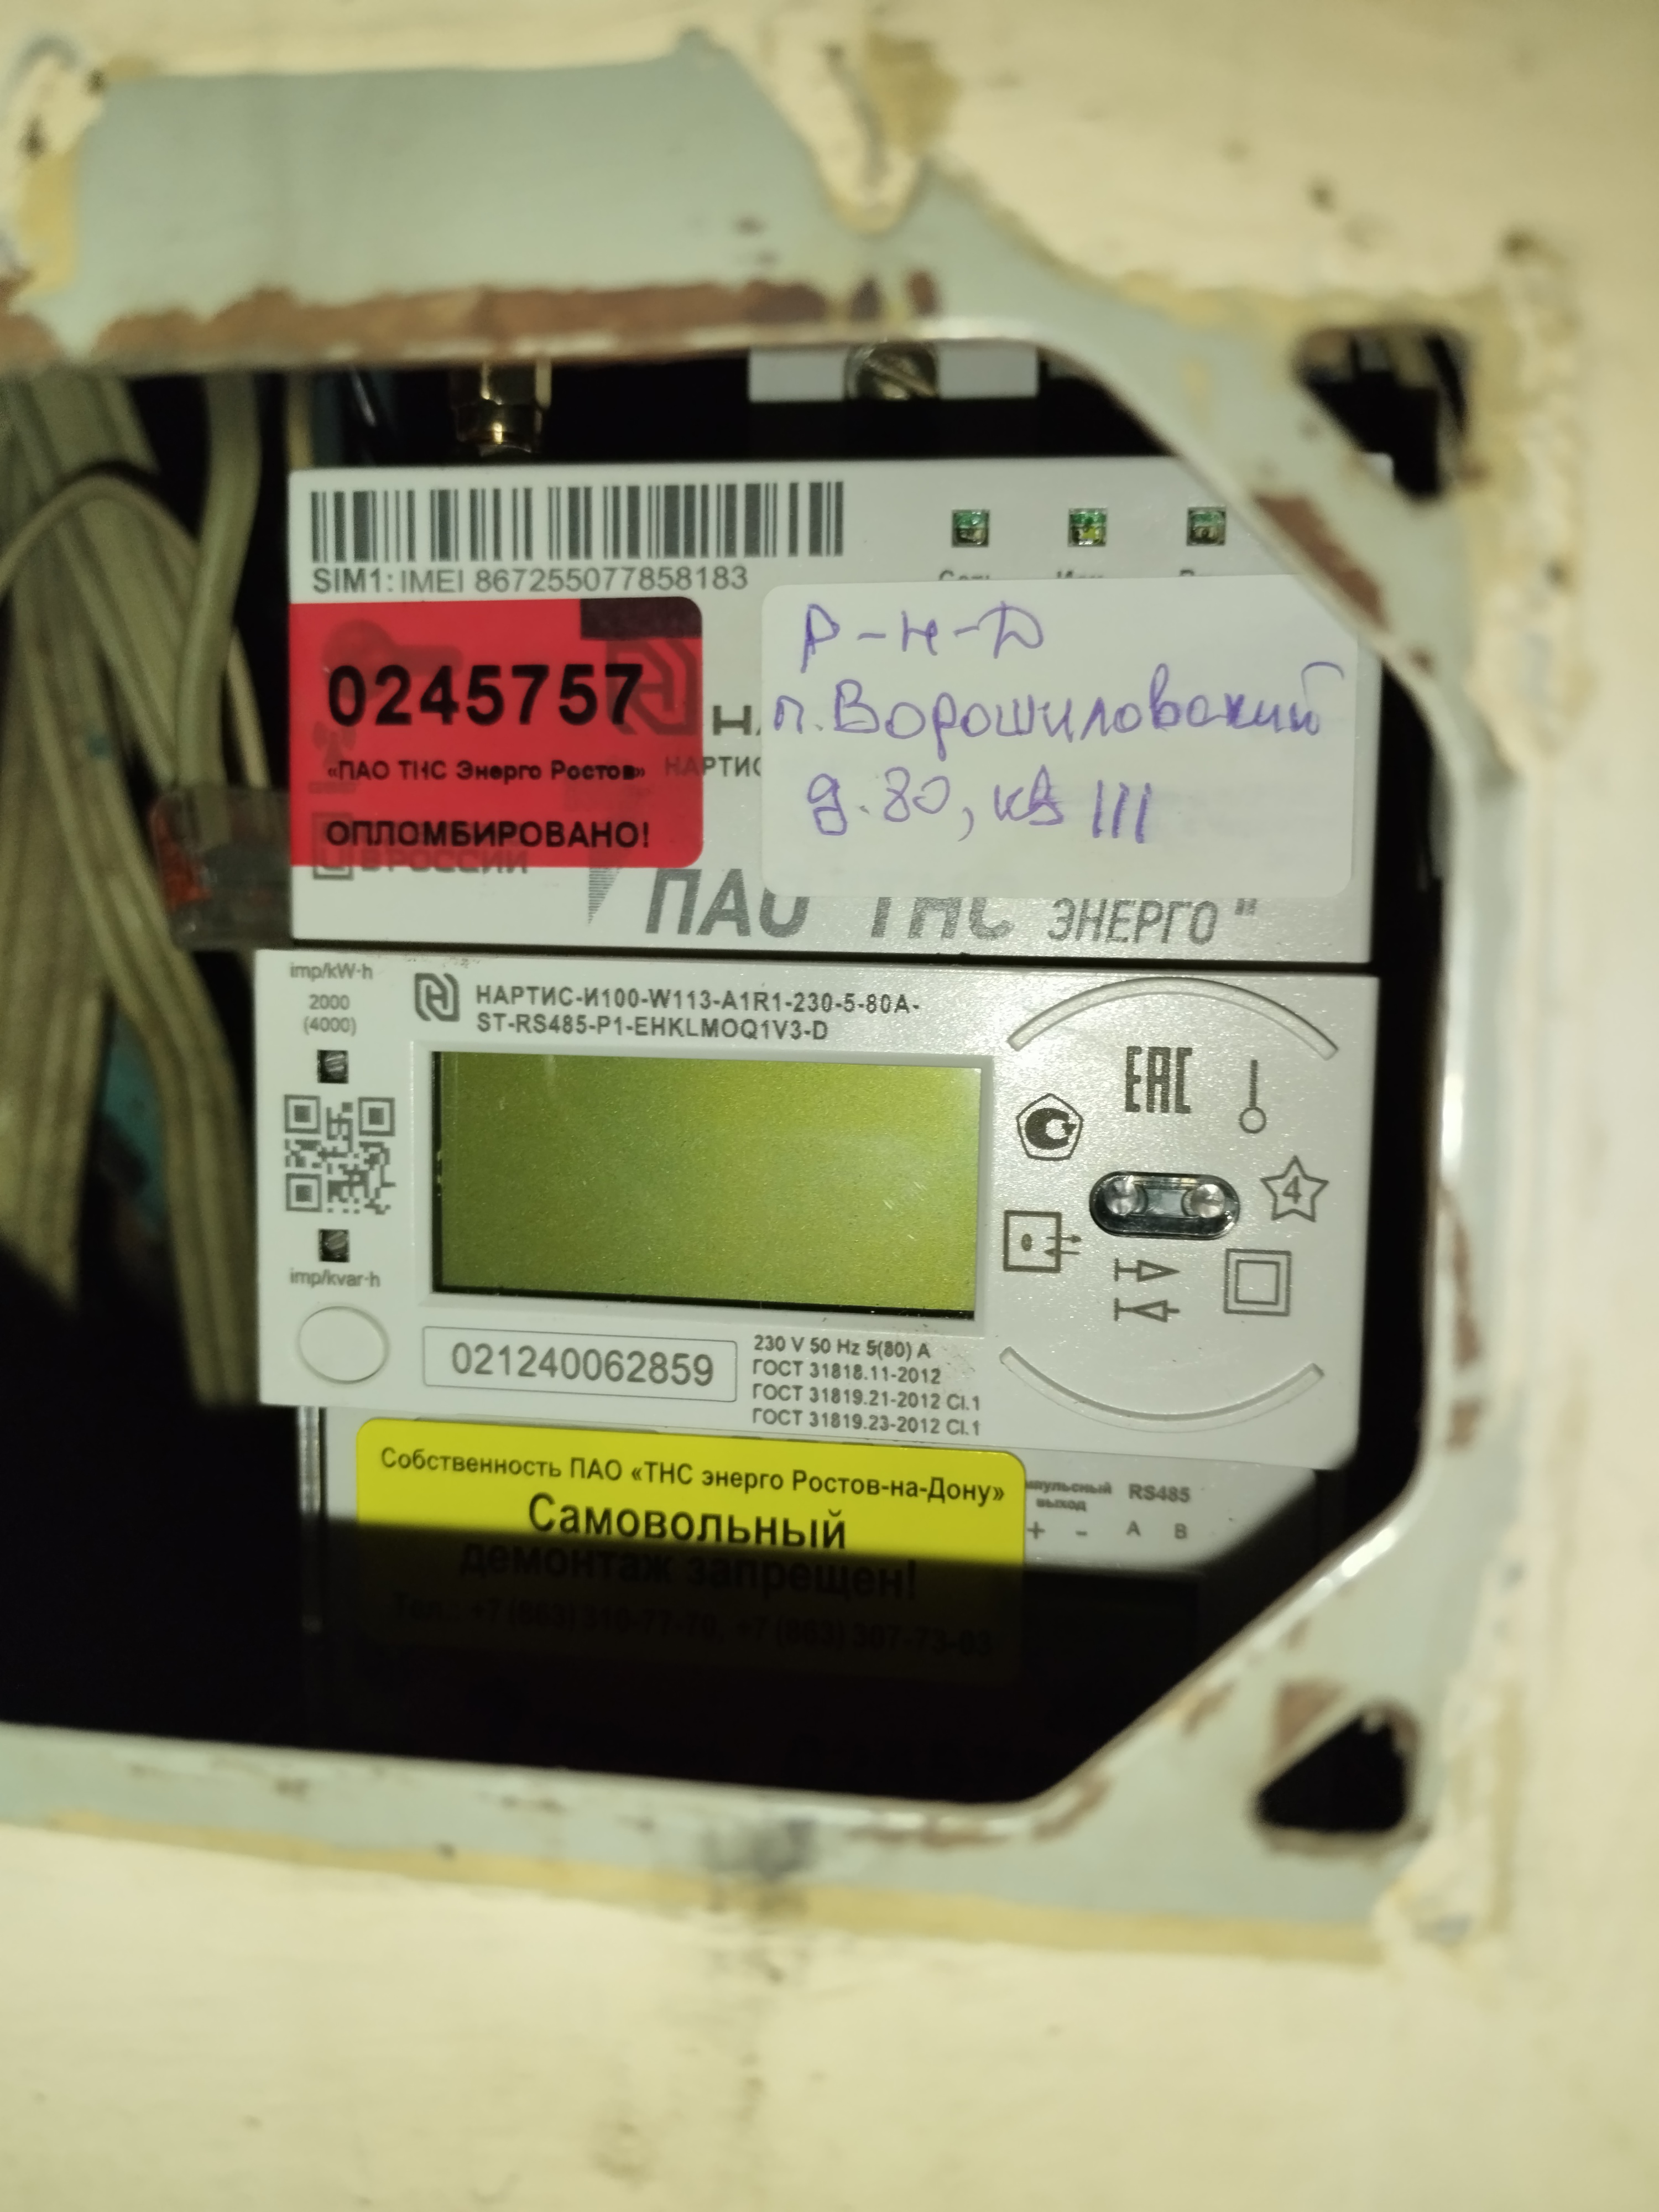 SIM1: IMEI 867255077858183
0245757
«ПАО ТНС Энерго Ростов»
ОПЛОМБИРОВАНО!
В РОССИИ
Р-Н-Д
п. Ворошиловский
д. 80, кв 111
ПАО ТНС ЭНЕРГО "
imp/kW·h
2000
(4000)
НАРТИС-И100-W113-A1R1-230-5-80A-
ST-RS485-P1-EHKLMOQ1V3-D
EAC
4
imp/kvar·h
021240062859
230 V 50 Hz 5(80) A
ГОСТ 31818.11-2012
ГОСТ 31819.21-2012 Cl.1
ГОСТ 31819.23-2012 Cl.1
Собственность ПАО «ТНС энерго Ростов-на-Дону»
Самовольный
демонтаж запрещен!
выход
RS485
+ - A B